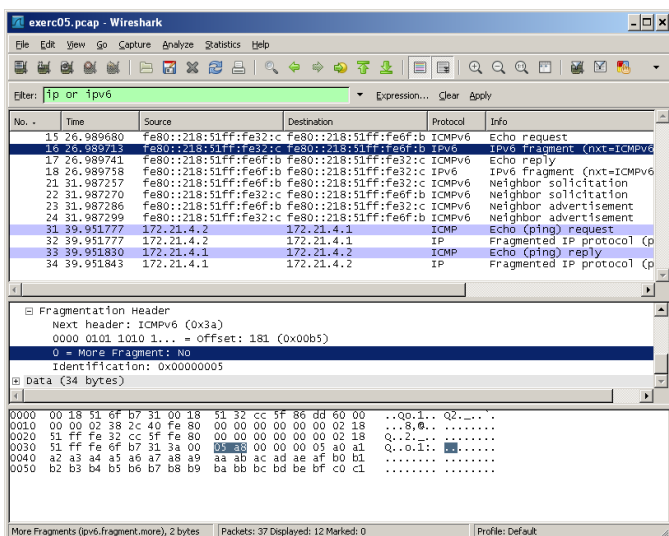 exerc05.pcap - Wireshark
File Edit View Go Capture Analyze Statistics Help
Filter: ip or ipv6 Expression... Clear Apply
No. - Time Source Destination Protocol Info
15 26.989680 fe80::218:51ff:fe32:c fe80::218:51ff:fe6f:b ICMPv6 Echo request
16 26.989713 fe80::218:51ff:fe32:c fe80::218:51ff:fe6f:b IPv6 IPv6 fragment (nxt=ICMPv6
17 26.989741 fe80::218:51ff:fe6f:b fe80::218:51ff:fe32:c ICMPv6 Echo reply
18 26.989758 fe80::218:51ff:fe6f:b fe80::218:51ff:fe32:c IPv6 IPv6 fragment (nxt=ICMPv6
21 31.987257 fe80::218:51ff:fe6f:b fe80::218:51ff:fe32:c ICMPv6 Neighbor solicitation
22 31.987270 fe80::218:51ff:fe32:c fe80::218:51ff:fe6f:b ICMPv6 Neighbor solicitation
23 31.987286 fe80::218:51ff:fe6f:b fe80::218:51ff:fe32:c ICMPv6 Neighbor advertisement
24 31.987299 fe80::218:51ff:fe32:c fe80::218:51ff:fe6f:b ICMPv6 Neighbor advertisement
31 39.951777 172.21.4.2 172.21.4.1 ICMP Echo (ping) request
32 39.951777 172.21.4.2 172.21.4.1 IP Fragmented IP protocol (p
33 39.951830 172.21.4.1 172.21.4.2 ICMP Echo (ping) reply
34 39.951843 172.21.4.1 172.21.4.2 IP Fragmented IP protocol (p
Fragmentation Header
Next header: ICMPv6 (0x3a)
0000 0101 1010 1... = Offset: 181 (0x00b5)
0 = More Fragment: No
Identification: 0x00000005
Data (34 bytes)
0000 00 18 51 6f b7 31 00 18 51 32 cc 5f 86 dd 60 00 ..Qo.1.. Q2._..`.
0010 00 00 02 38 2c 40 fe 80 00 00 00 00 00 00 02 18 ...8,@.. ........
0020 51 ff fe 32 cc 5f fe 80 00 00 00 00 00 00 02 18 Q..2._.. ........
0030 51 ff fe 6f b7 31 3a 00 05 a8 00 00 00 05 a0 a1 Q..o.1:. ........
0040 a2 a3 a4 a5 a6 a7 a8 a9 aa ab ac ad ae af b0 b1 ........ ........
0050 b2 b3 b4 b5 b6 b7 b8 b9 ba bb bc bd be bf c0 c1 ........ ........
More Fragments (ipv6.fragment.more), 2 bytes Packets: 37 Displayed: 12 Marked: 0 Profile: Default